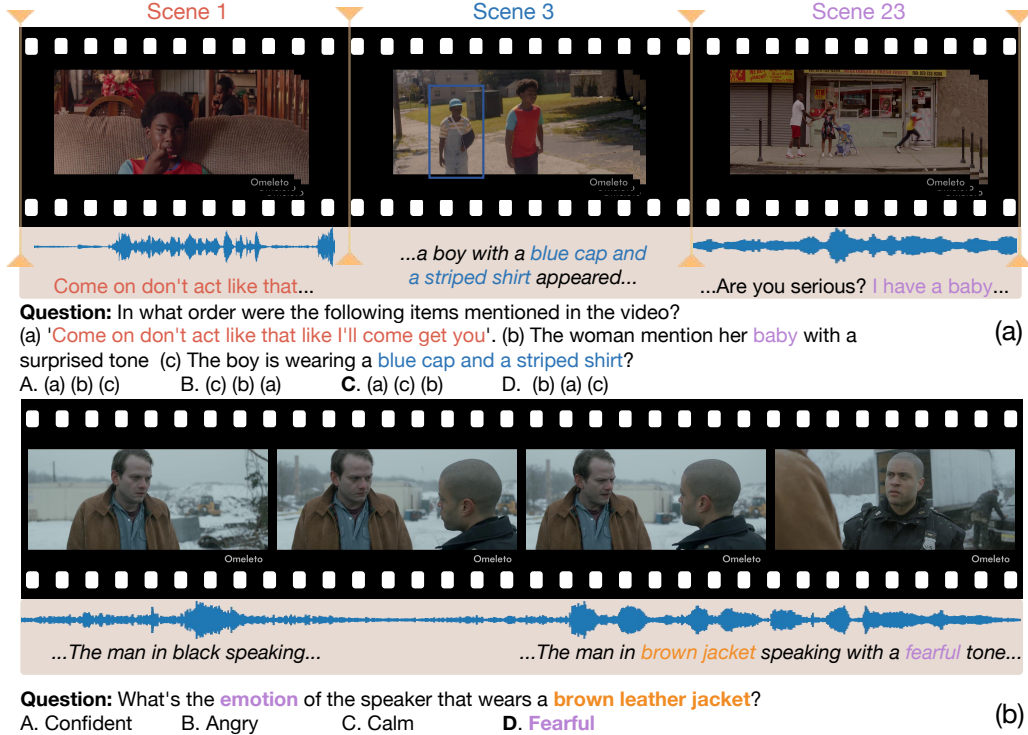 Scene 1
Scene 3
Scene 23
Omeleto
Omeleto
Omeleto
Come on don't act like that...
...a boy with a blue cap and
a striped shirt appeared...
...Are you serious? I have a baby...
Question: In what order were the following items mentioned in the video?
(a) 'Come on don't act like that like I'll come get you'. (b) The woman mention her baby with a
surprised tone (c) The boy is wearing a blue cap and a striped shirt?
(a)
A. (a) (b) (c) B. (c) (b) (a) C. (a) (c) (b) D. (b) (a) (c)
Omeleto
Omeleto
Omeleto
Omeleto
...The man in black speaking...
...The man in brown jacket speaking with a fearful tone...
Question: What's the emotion of the speaker that wears a brown leather jacket?
A. Confident B. Angry C. Calm D. Fearful
(b)